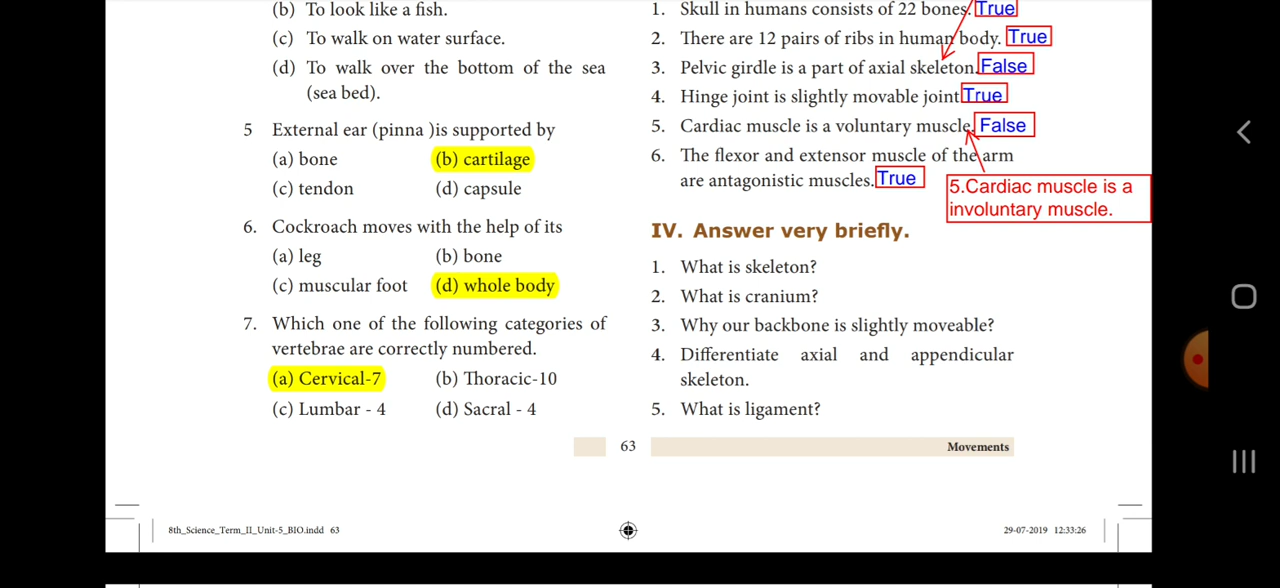 (b) To look like a fish.
(c) To walk on water surface.
(d) To walk over the bottom of the sea
(sea bed).
5 External ear (pinna )is supported by
(a) bone (b) cartilage
(c) tendon (d) capsule
6. Cockroach moves with the help of its
(a) leg (b) bone
(c) muscular foot (d) whole body
7. Which one of the following categories of
vertebrae are correctly numbered.
(a) Cervical-7 (b) Thoracic-10
(c) Lumbar - 4 (d) Sacral - 4
1. Skull in humans consists of 22 bones. True
2. There are 12 pairs of ribs in human body. True
3. Pelvic girdle is a part of axial skeleton. False
4. Hinge joint is slightly movable joint True
5. Cardiac muscle is a voluntary muscle. False
6. The flexor and extensor muscle of the arm
are antagonistic muscles. True
5.Cardiac muscle is a
involuntary muscle.
IV. Answer very briefly.
1. What is skeleton?
2. What is cranium?
3. Why our backbone is slightly moveable?
4. Differentiate axial and appendicular
skeleton.
5. What is ligament?
63 Movements
8th_Science_Term_II_Unit-5_BIO.indd 63 29-07-2019 12:33:26